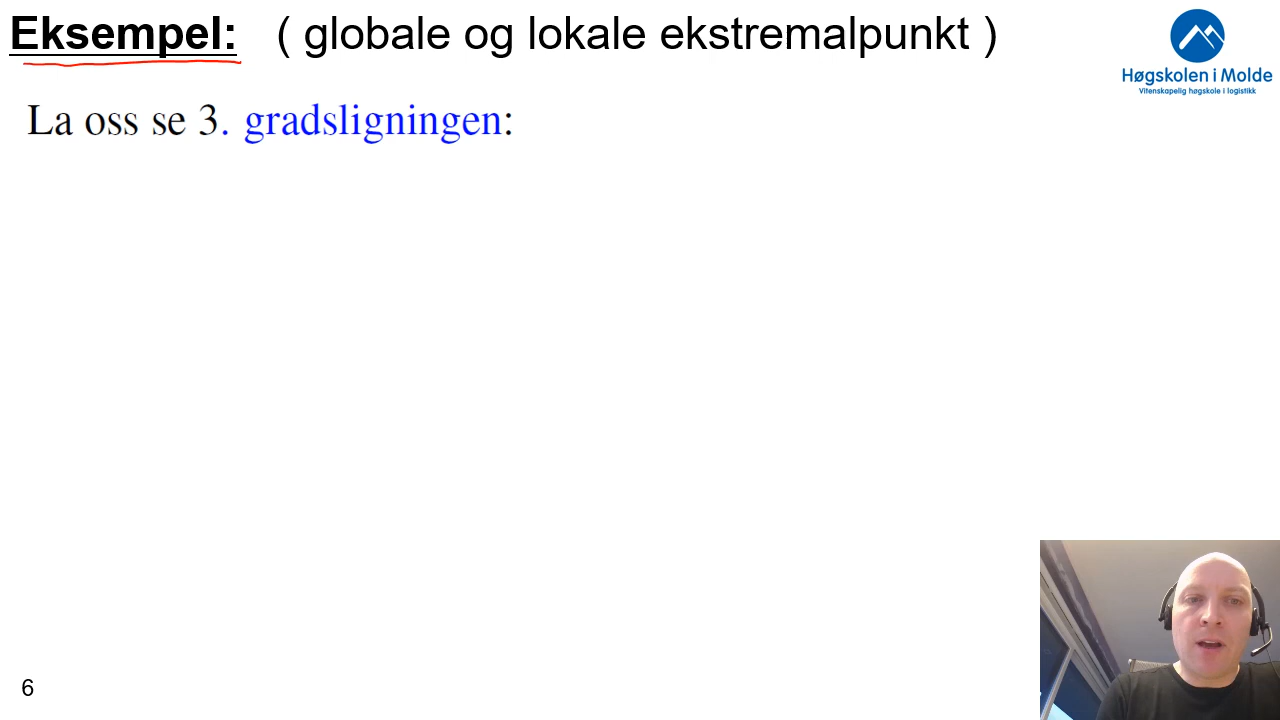 Eksempel: ( globale og lokale ekstremalpunkt )
Høgskolen i Molde
Vitenskapelig høgskole i logistikk
La oss se 3. gradsligningen:
6